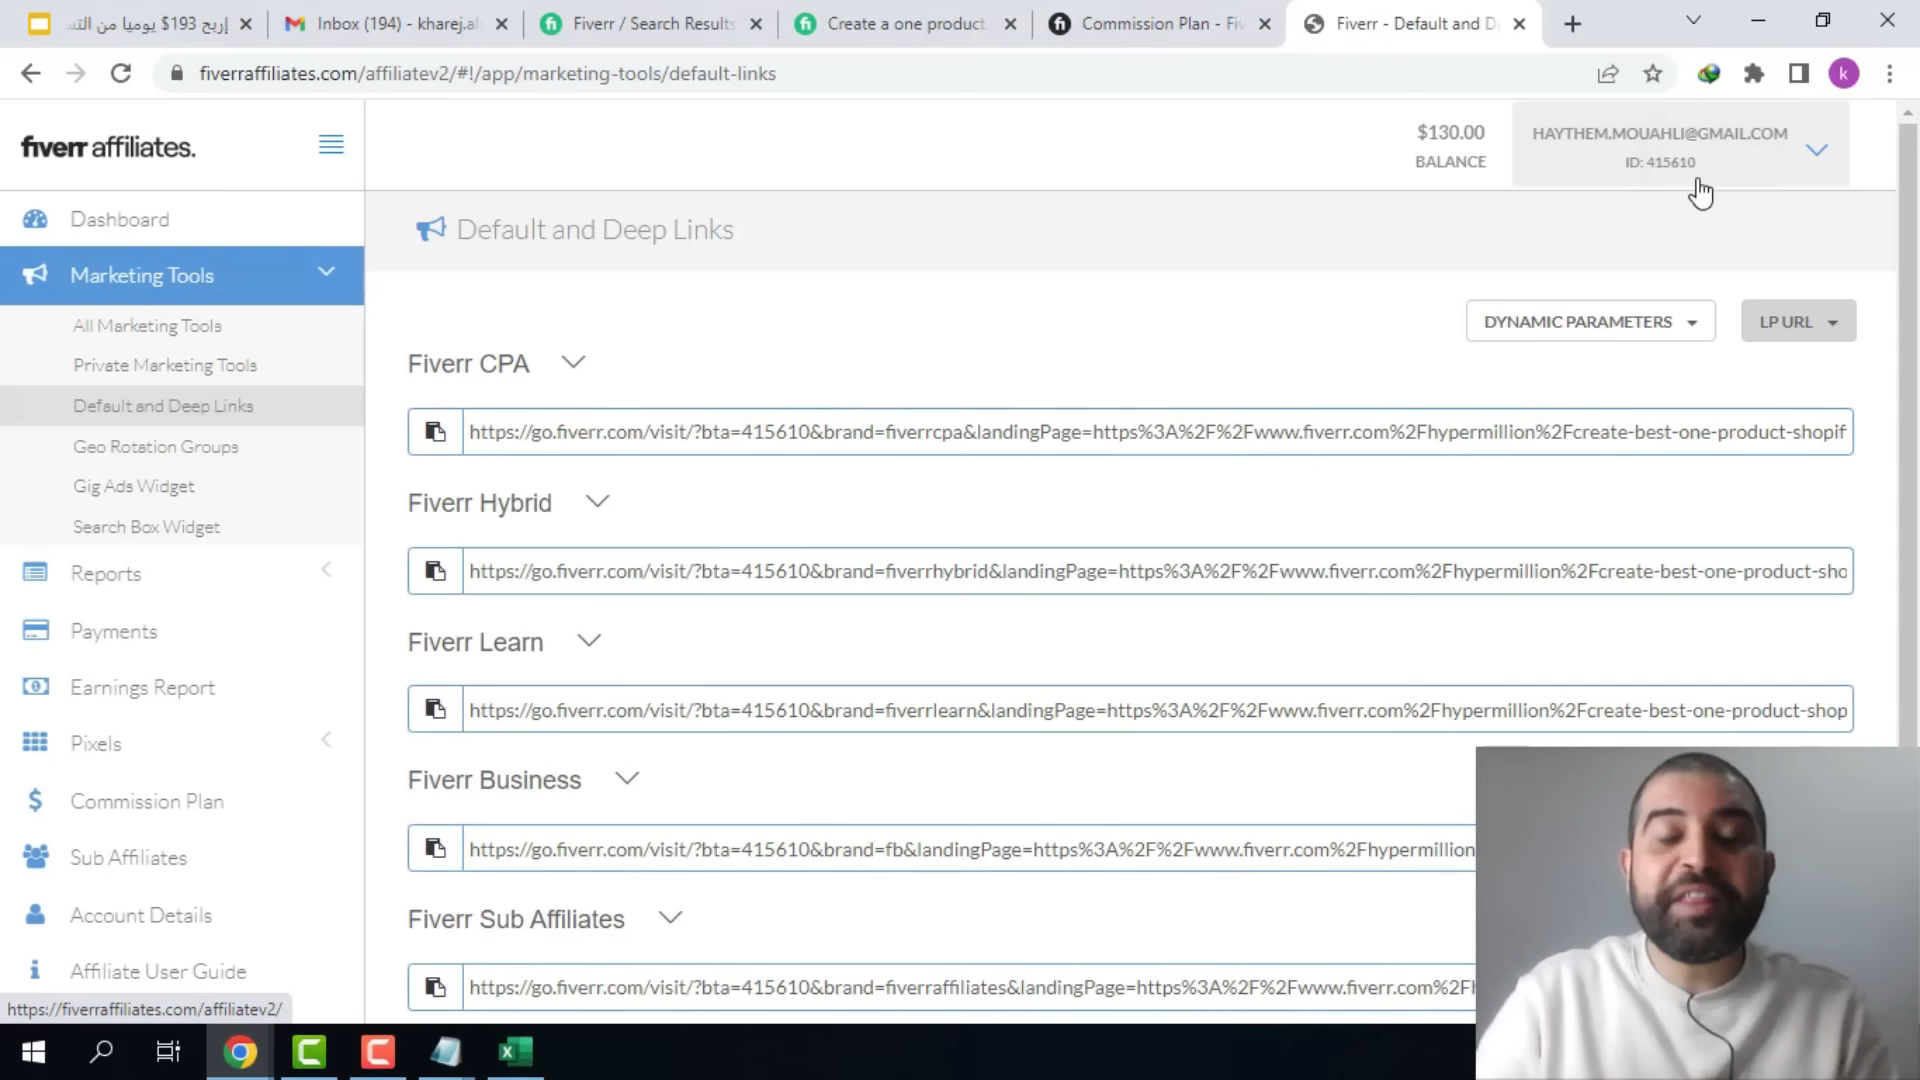 إربح 193$ يوميا من الت
Inbox (194) - kharej.al
Fiverr / Search Results
Create a one product
Commission Plan - Fiv
Fiverr - Default and D
fiverraffiliates.com/affiliatev2/#!/app/marketing-tools/default-links
k
fiverr affiliates.
$130.00
BALANCE
HAYTHEM.MOUAHLI@GMAIL.COM
ID: 415610
Dashboard
Marketing Tools
All Marketing Tools
Private Marketing Tools
Default and Deep Links
Geo Rotation Groups
Gig Ads Widget
Search Box Widget
Reports
Payments
Earnings Report
Pixels
Commission Plan
Sub Affiliates
Account Details
Affiliate User Guide
Default and Deep Links
DYNAMIC PARAMETERS
LP URL
Fiverr CPA
https://go.fiverr.com/visit/?bta=415610&brand=fiverrcpa&landingPage=https%3A%2F%2Fwww.fiverr.com%2Fhypermillion%2Fcreate-best-one-product-shopif
Fiverr Hybrid
https://go.fiverr.com/visit/?bta=415610&brand=fiverrhybrid&landingPage=https%3A%2F%2Fwww.fiverr.com%2Fhypermillion%2Fcreate-best-one-product-sho
Fiverr Learn
https://go.fiverr.com/visit/?bta=415610&brand=fiverrlearn&landingPage=https%3A%2F%2Fwww.fiverr.com%2Fhypermillion%2Fcreate-best-one-product-shop
Fiverr Business
https://go.fiverr.com/visit/?bta=415610&brand=fb&landingPage=https%3A%2F%2Fwww.fiverr.com%2Fhypermillion
Fiverr Sub Affiliates
https://go.fiverr.com/visit/?bta=415610&brand=fiverraffiliates&landingPage=https%3A%2F%2Fwww.fiverr.com%2F
https://fiverraffiliates.com/affiliatev2/